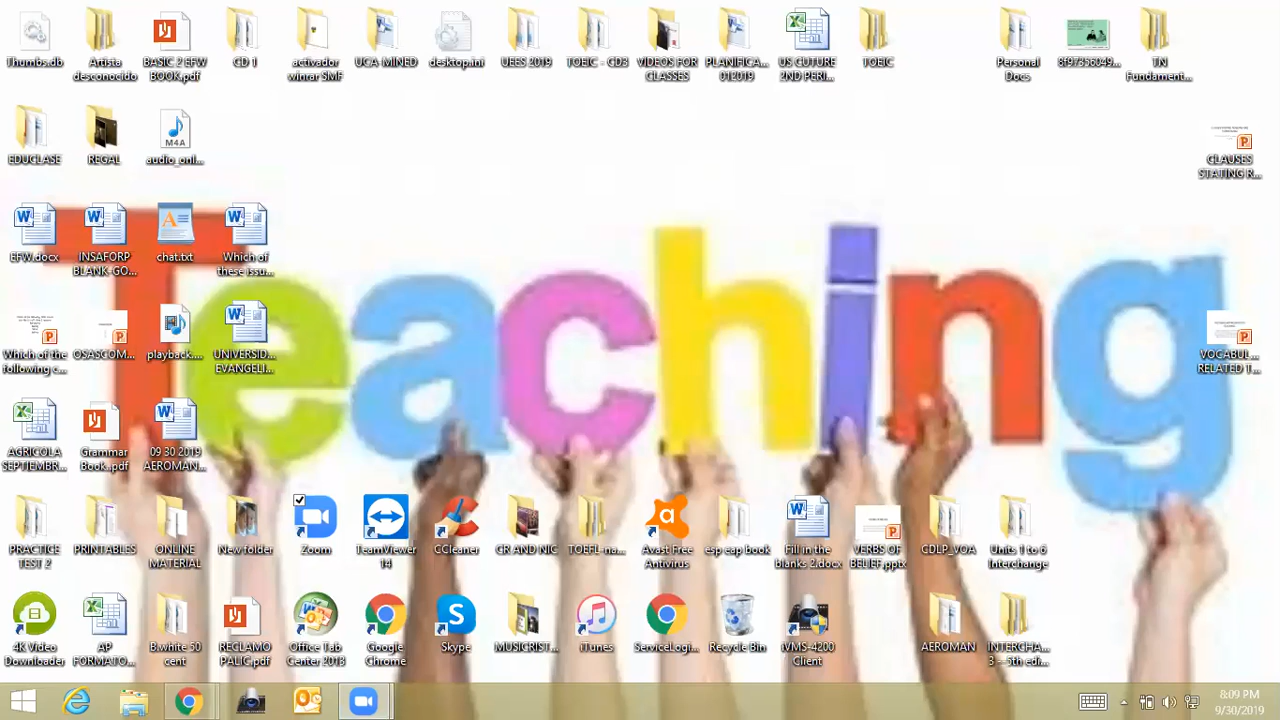 Thumbs.db
Artista
desconocido
BASIC 2 EFW
BOOK.pdf
CD 1
activador
winrar SMF
UCA-MINED
desktop.ini
UEES 2019
TOEIC - CD3
VIDEOS FOR
CLASSES
PLANIFICA...
012019
US CUTURE
2ND PERI...
TOEIC
Personal
Docs
8f97356049...
TN
Fundament...
EDUCLASE
REGAL
M4A
audio_onl...
CLAUSES
STATING R...
EFW.docx
INSAFORP
BLANK-GO...
chat.txt
Which of
these issu...
Teaching
Which of the
following c...
OSASCOM...
playback....
UNIVERSID...
EVANGELI...
VOCABUL...
RELATED T...
AGRICOLA
SEPTIEMBR...
Grammar
Book..pdf
09 30 2019
AEROMAN...
PRACTICE
TEST 2
PRINTABLES
ONLINE
MATERIAL
New folder
Zoom
TeamViewer
14
CCleaner
CR AND NIC
TOEFL-na...
Avast Free
Antivirus
esp eap book
Fill in the
blanks 2.docx
VERBS OF
BELIEF.pptx
CDLP_VOA
Units 1 to 6
Interchange
4K Video
Downloader
AP
FORMATO...
B.white 50
cent
RECLAMO
PALIC.pdf
Office Tab
Center 2013
Google
Chrome
Skype
MUSICRIST...
iTunes
ServiceLogi...
Recycle Bin
iVMS-4200
Client
AEROMAN
INTERCHA...
3 --5th edi...
8:09 PM
9/30/2019